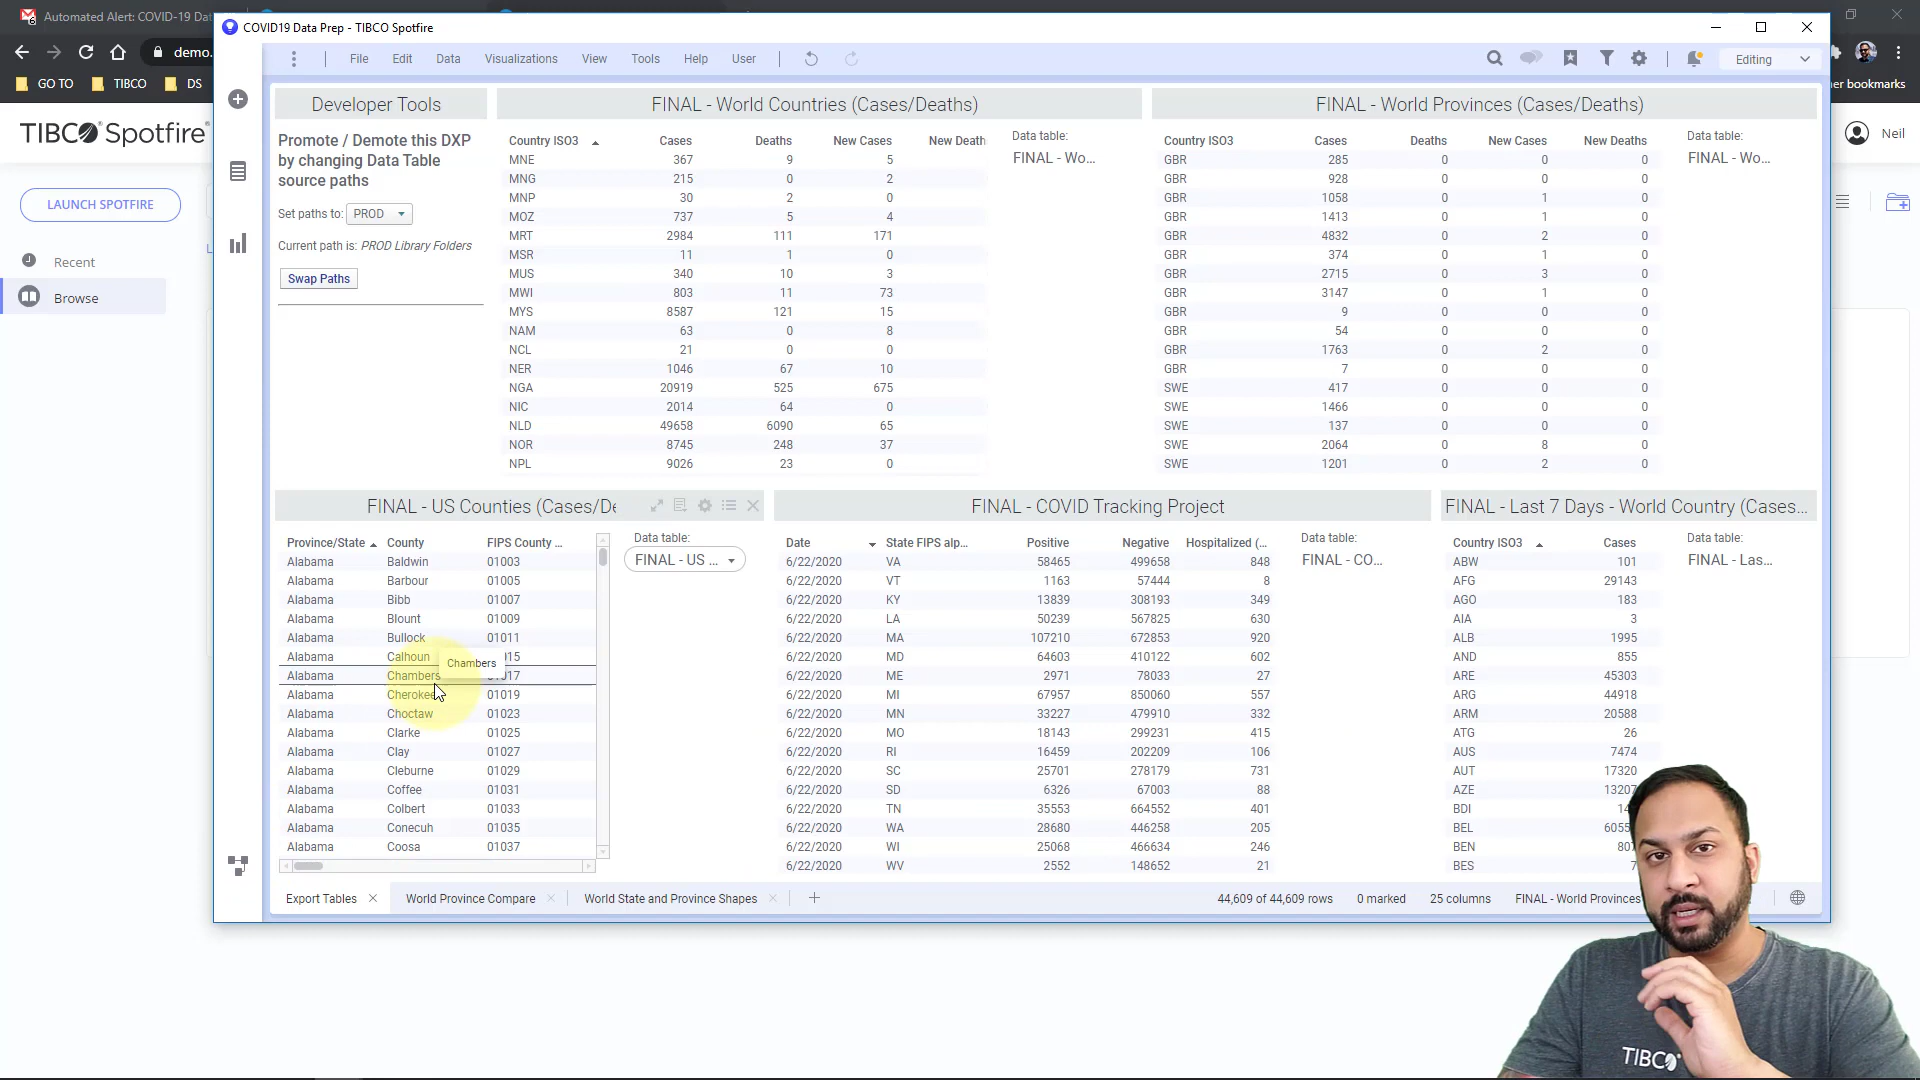 Automated Alert: COVID-19 Dat
demo.
GO TO
TIBCO
DS
er bookmarks
TIBCO Spotfire®
Neil
LAUNCH SPOTFIRE
L
Recent
Browse
COVID19 Data Prep - TIBCO Spotfire
File Edit Data Visualizations View Tools Help User
Editing
Developer Tools
Promote / Demote this DXP
by changing Data Table
source paths
Set paths to: PROD
Current path is: PROD Library Folders
Swap Paths
FINAL - World Countries (Cases/Deaths)
Country ISO3 Cases Deaths New Cases New Death
MNE 367 9 5
MNG 215 0 2
MNP 30 2 0
MOZ 737 5 4
MRT 2984 111 171
MSR 11 1 0
MUS 340 10 3
MWI 803 11 73
MYS 8587 121 15
NAM 63 0 8
NCL 21 0 0
NER 1046 67 10
NGA 20919 525 675
NIC 2014 64 0
NLD 49658 6090 65
NOR 8745 248 37
NPL 9026 23 0
Data table:
FINAL - Wo...
FINAL - World Provinces (Cases/Deaths)
Country ISO3 Cases Deaths New Cases New Deaths
GBR 285 0 0 0
GBR 928 0 0 0
GBR 1058 0 1 0
GBR 1413 0 1 0
GBR 4832 0 2 0
GBR 374 0 1 0
GBR 2715 0 3 0
GBR 3147 0 1 0
GBR 9 0 0 0
GBR 54 0 0 0
GBR 1763 0 2 0
GBR 7 0 0 0
SWE 417 0 0 0
SWE 1466 0 0 0
SWE 137 0 0 0
SWE 2064 0 8 0
SWE 1201 0 2 0
Data table:
FINAL - Wo...
FINAL - US Counties (Cases/De
Province/State County FIPS County ...
Alabama Baldwin 01003
Alabama Barbour 01005
Alabama Bibb 01007
Alabama Blount 01009
Alabama Bullock 01011
Alabama Calhoun 015
Chambers
Alabama Chambers 01017
Alabama Cherokee 01019
Alabama Choctaw 01023
Alabama Clarke 01025
Alabama Clay 01027
Alabama Cleburne 01029
Alabama Coffee 01031
Alabama Colbert 01033
Alabama Conecuh 01035
Alabama Coosa 01037
Data table:
FINAL - US ...
FINAL - COVID Tracking Project
Date State FIPS alp... Positive Negative Hospitalized (...
6/22/2020 VA 58465 499658 848
6/22/2020 VT 1163 57444 8
6/22/2020 KY 13839 308193 349
6/22/2020 LA 50239 567825 630
6/22/2020 MA 107210 672853 920
6/22/2020 MD 64603 410122 602
6/22/2020 ME 2971 78033 27
6/22/2020 MI 67957 850060 557
6/22/2020 MN 33227 479910 332
6/22/2020 MO 18143 299231 415
6/22/2020 RI 16459 202209 106
6/22/2020 SC 25701 278179 731
6/22/2020 SD 6326 67003 88
6/22/2020 TN 35553 664552 401
6/22/2020 WA 28680 446258 205
6/22/2020 WI 25068 466634 246
6/22/2020 WV 2552 148652 21
Data table:
FINAL - CO...
FINAL - Last 7 Days - World Country (Cases...
Country ISO3 Cases
ABW 101
AFG 29143
AGO 183
AIA 3
ALB 1995
AND 855
ARE 45303
ARG 44918
ARM 20588
ATG 26
AUS 7474
AUT 17320
AZE 13207
BDI 14
BEL 6055
BEN 807
BES 7
Data table:
FINAL - Las...
Export Tables World Province Compare World State and Province Shapes
44,609 of 44,609 rows 0 marked 25 columns FINAL - World Provinces
TIBCO